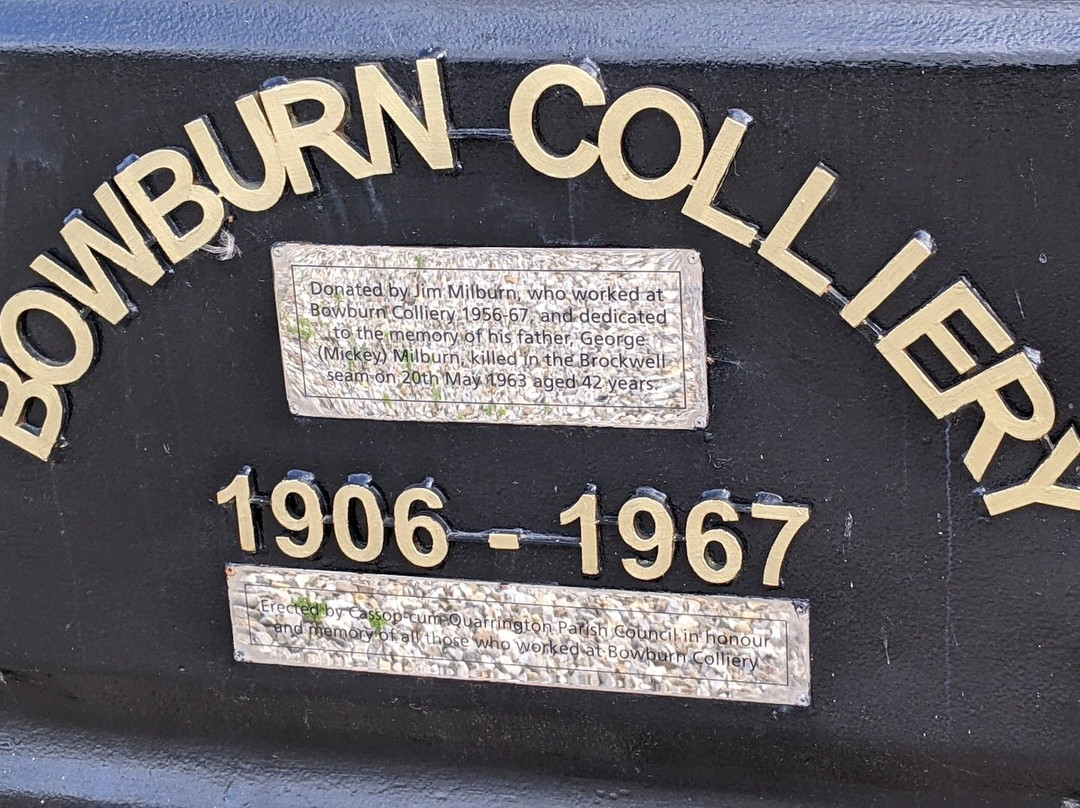 BOWBURN COLLIERY
Donated by Jim Milburn, who worked at
Bowburn Colliery 1956-67, and dedicated
to the memory of his father, George
(Mickey) Milburn, killed in the Brockwell
seam on 20th May 1963 aged 42 years.
1906 - 1967
Erected by Cassop-cum-Quarrington Parish Council in honour
and memory of all those who worked at Bowburn Colliery